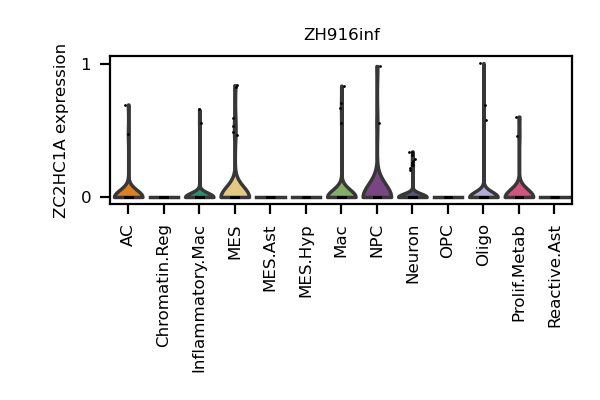 ZH916inf
ZC2HC1A expression
1
0
AC
Chromatin.Reg
Inflammatory.Mac
MES
MES.Ast
MES.Hyp
Mac
NPC
Neuron
OPC
Oligo
Prolif.Metab
Reactive.Ast